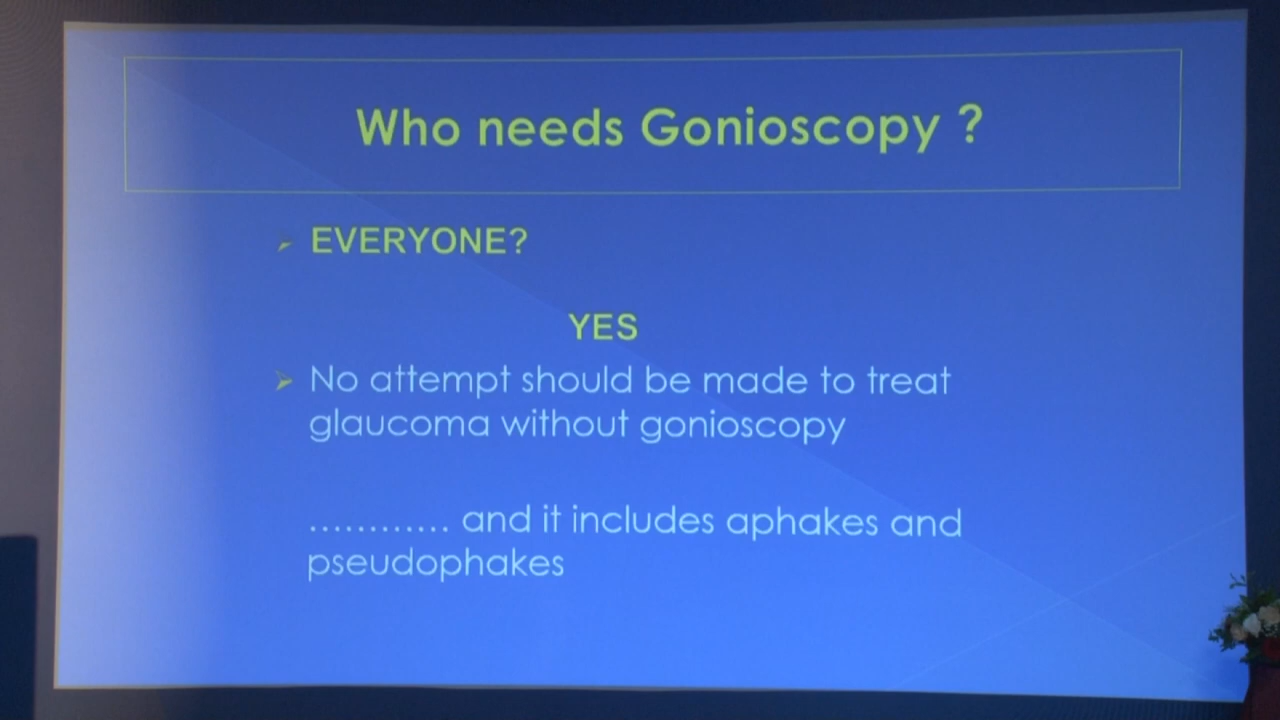 Who needs Gonioscopy ?
EVERYONE?
YES
No attempt should be made to treat
glaucoma without gonioscopy
............ and it includes aphakes and
pseudophakes